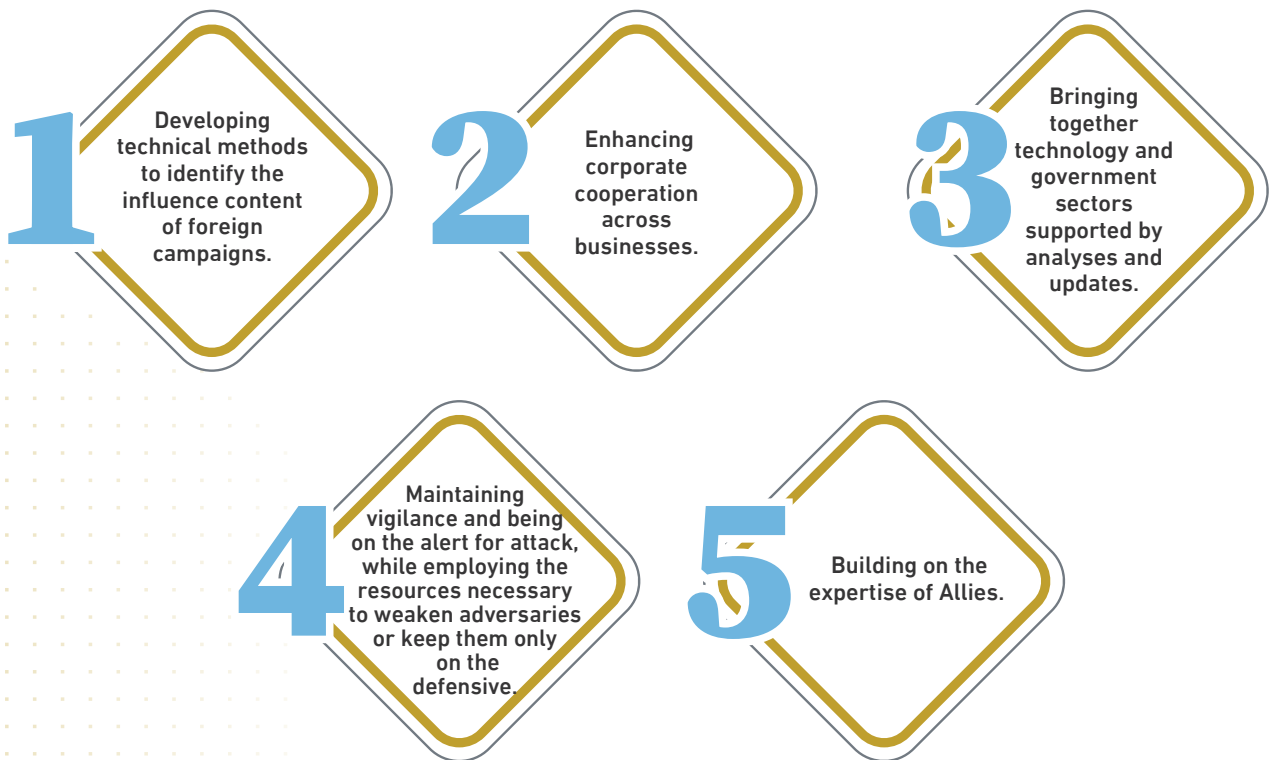 1
Developing
technical methods
to identify the
influence content
of foreign
campaigns.
2
Enhancing
corporate
cooperation
across
businesses.
3
Bringing
together
technology and
government
sectors
supported by
analyses and
updates.
4
Maintaining
vigilance and being
on the alert for attack,
while employing the
resources necessary
to weaken adversaries
or keep them only
on the
defensive.
5
Building on the
expertise of Allies.